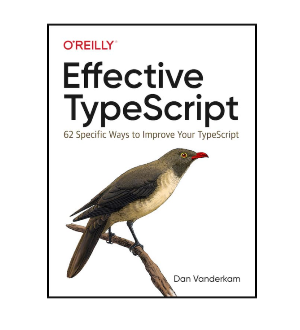 O'REILLY
Effective
TypeScript
62 Specific Ways to Improve Your TypeScript
Dan Vanderkam